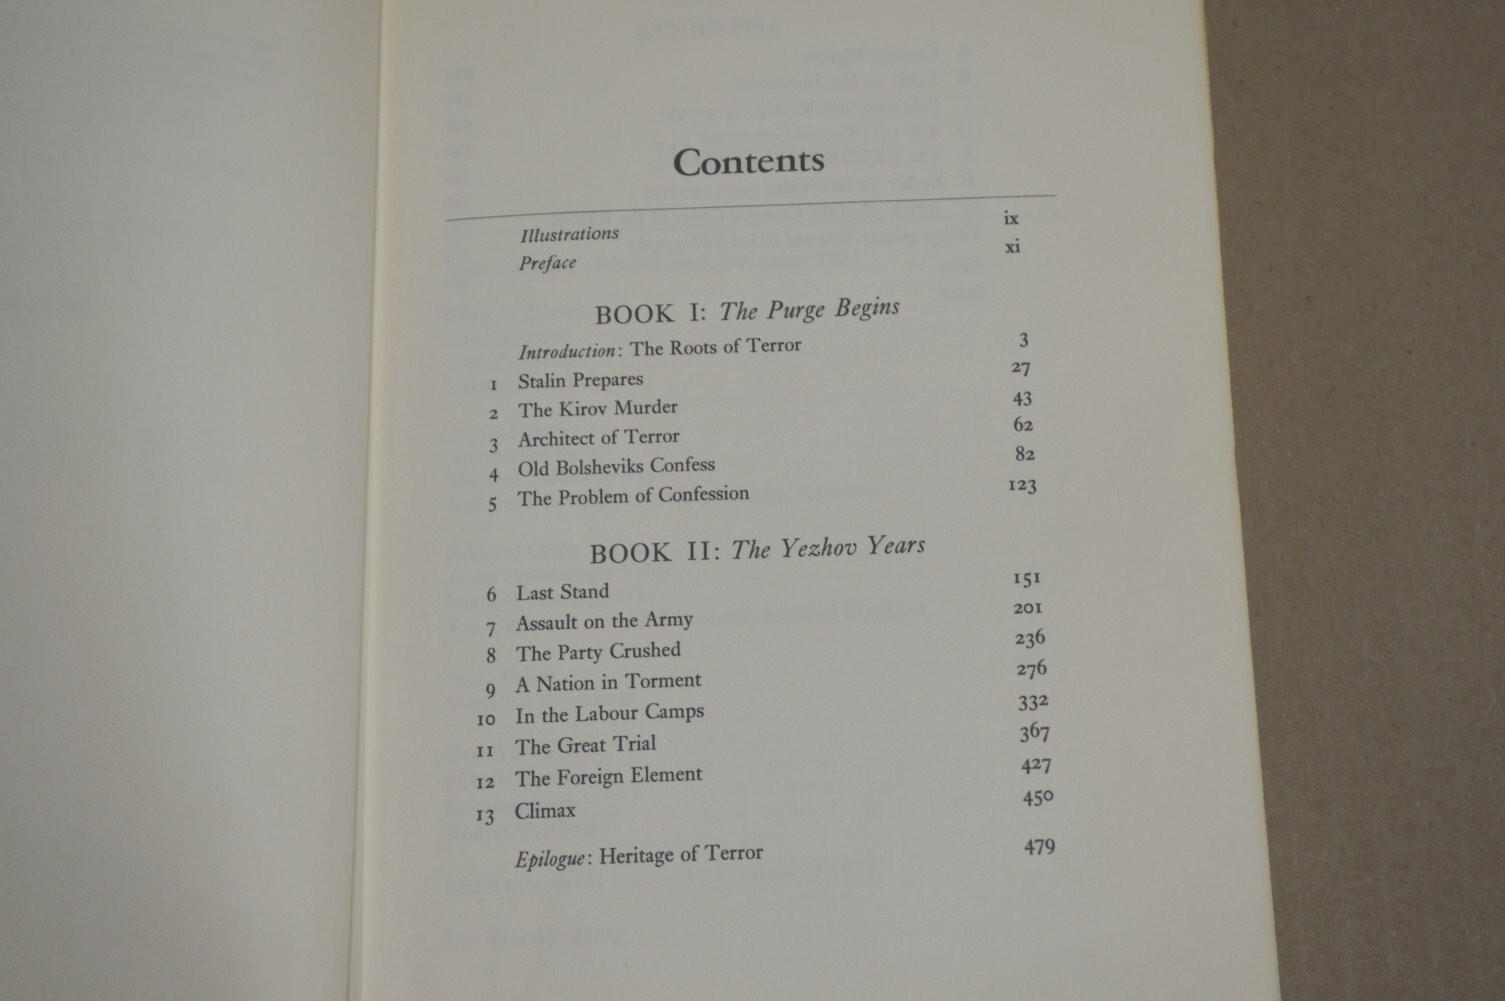 Contents
Illustrations ix
Preface xi
BOOK I: The Purge Begins
Introduction: The Roots of Terror 3
1 Stalin Prepares 27
2 The Kirov Murder 43
3 Architect of Terror 62
4 Old Bolsheviks Confess 82
5 The Problem of Confession 123
BOOK II: The Yezhov Years
6 Last Stand 151
7 Assault on the Army 201
8 The Party Crushed 236
9 A Nation in Torment 276
10 In the Labour Camps 332
11 The Great Trial 367
12 The Foreign Element 427
13 Climax 450
Epilogue: Heritage of Terror 479